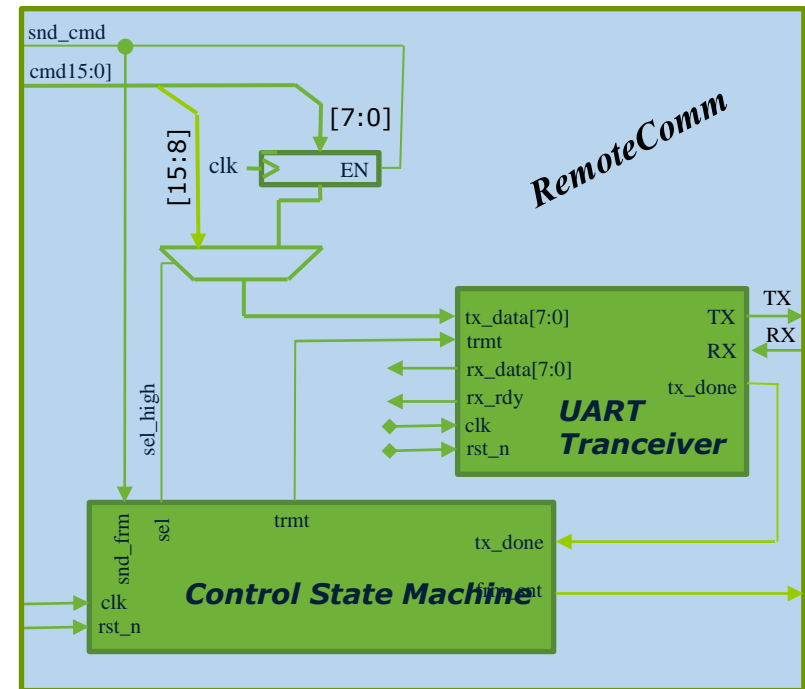 snd_cmd
cmd15:0]
[7:0]
[15:8]
clk
EN
RemoteComm
TX
RX
tx_data[7:0]
trmt
rx_data[7:0]
rx_rdy
clk
rst_n
TX
RX
tx_done
UART
Tranceiver
sel_high
snd_frm
sel
trmt
tx_done
frm_snt
clk
rst_n
Control State Machine